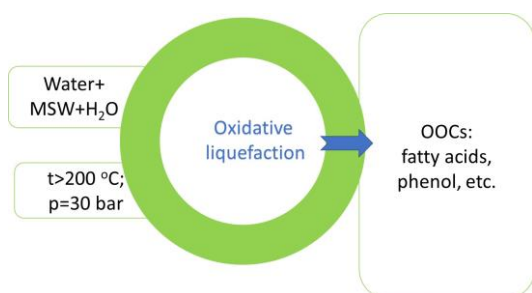 Water+
MSW+H₂O
t>200 °C;
p=30 bar
Oxidative
liquefaction
OOCs:
fatty acids,
phenol, etc.